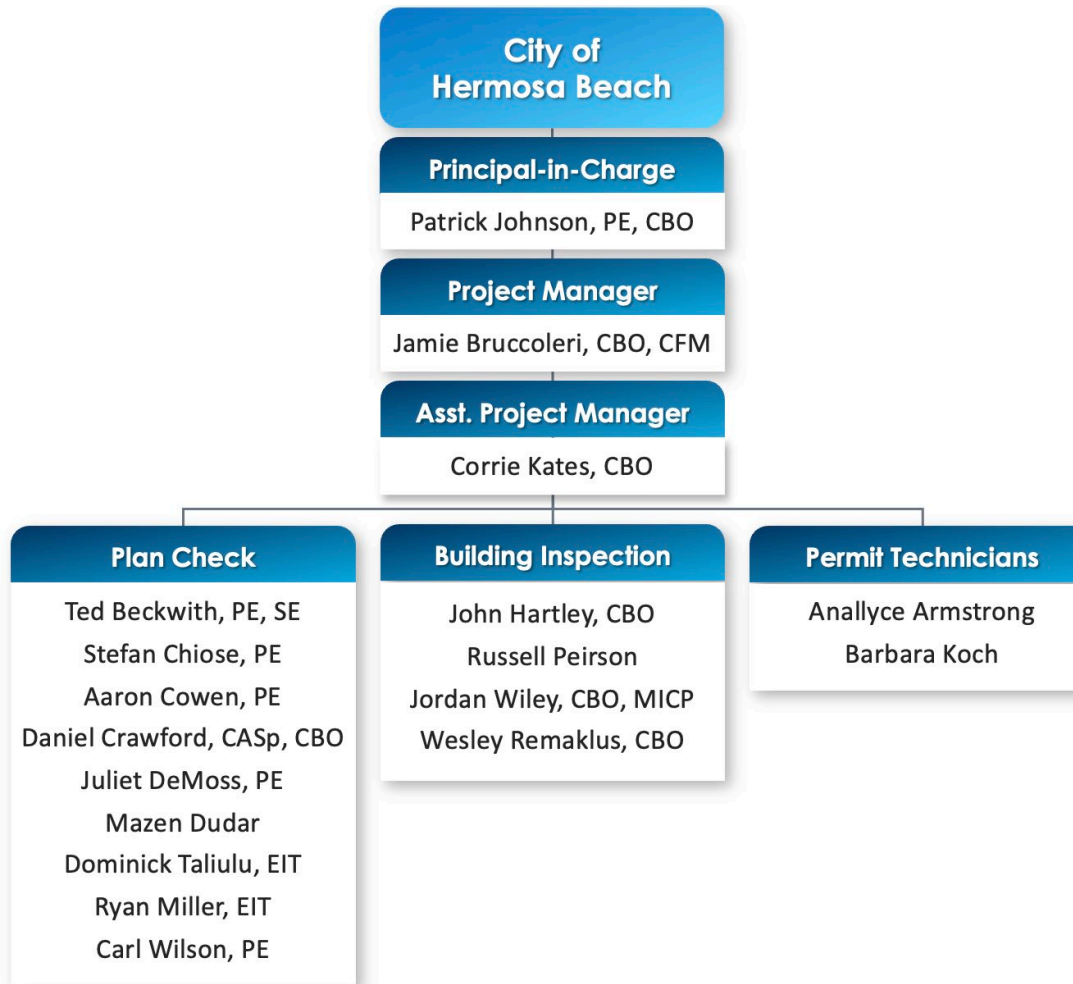 City of
Hermosa Beach
Principal-in-Charge
Patrick Johnson, PE, CBO
Project Manager
Jamie Bruccoleri, CBO, CFM
Asst. Project Manager
Corrie Kates, CBO
Plan Check
Ted Beckwith, PE, SE
Stefan Chiose, PE
Aaron Cowen, PE
Daniel Crawford, CASp, CBO
Juliet DeMoss, PE
Mazen Dudar
Dominick Taliulu, EIT
Ryan Miller, EIT
Carl Wilson, PE
Building Inspection
John Hartley, CBO
Russell Peirson
Jordan Wiley, CBO, MICP
Wesley Remaklus, CBO
Permit Technicians
Anallyce Armstrong
Barbara Koch